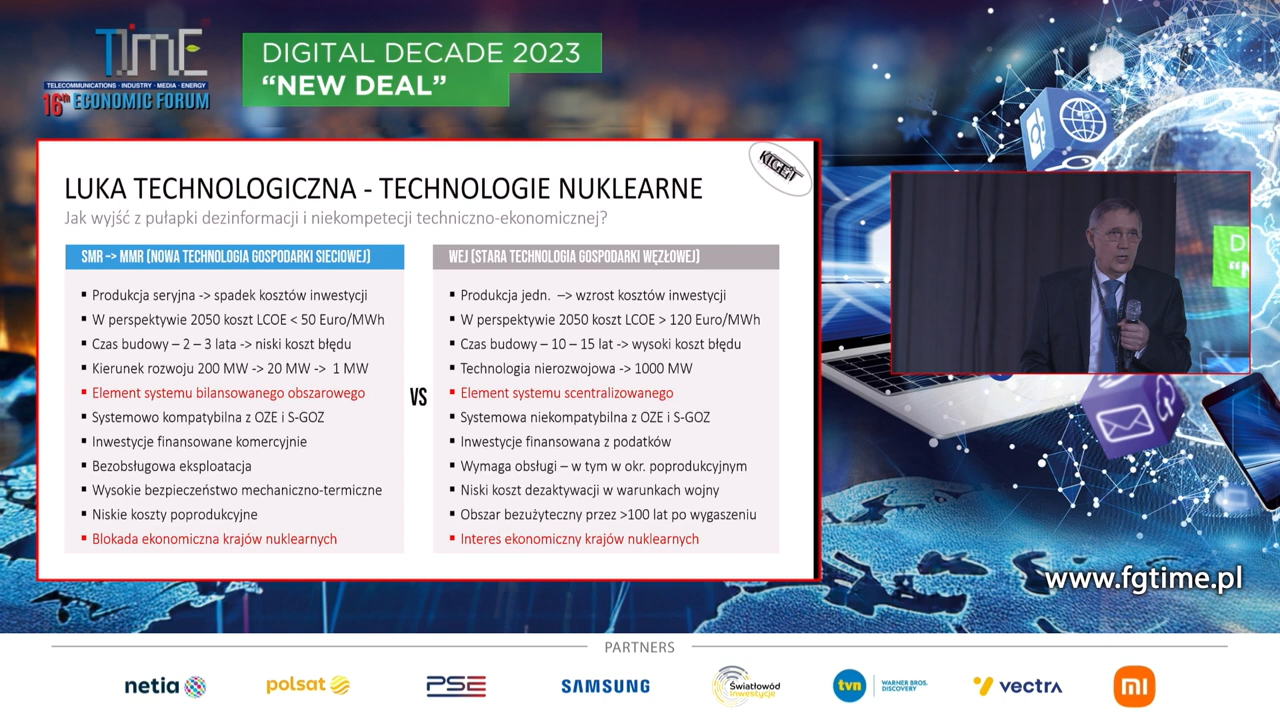 TIME
TELECOMMUNICATIONS · INDUSTRY · MEDIA · ENERGY
16th ECONOMIC FORUM
DIGITAL DECADE 2023
“NEW DEAL”
KIGEiT
LUKA TECHNOLOGICZNA - TECHNOLOGIE NUKLEARNE
Jak wyjść z pułapki dezinformacji i niekompetecji techniczno-ekonomicznej?
SMR –> MMR (NOWA TECHNOLOGIA GOSPODARKI SIECIOWEJ)
▪ Produkcja seryjna -> spadek kosztów inwestycji
▪ W perspektywie 2050 koszt LCOE < 50 Euro/MWh
▪ Czas budowy – 2 – 3 lata -> niski koszt błędu
▪ Kierunek rozwoju 200 MW -> 20 MW -> 1 MW
▪ Element systemu bilansowanego obszarowego
▪ Systemowo kompatybilna z OZE i S-GOZ
▪ Inwestycje finansowane komercyjnie
▪ Bezobsługowa eksploatacja
▪ Wysokie bezpieczeństwo mechaniczno-termiczne
▪ Niskie koszty poprodukcyjne
▪ Blokada ekonomiczna krajów nuklearnych
VS
WEJ (STARA TECHNOLOGIA GOSPODARKI WĘZŁOWEJ)
▪ Produkcja jedn. –> wzrost kosztów inwestycji
▪ W perspektywie 2050 koszt LCOE > 120 Euro/MWh
▪ Czas budowy – 10 – 15 lat -> wysoki koszt błędu
▪ Technologia nierozwojowa -> 1000 MW
▪ Element systemu scentralizowanego
▪ Systemowa niekompatybilna z OZE i S-GOZ
▪ Inwestycje finansowana z podatków
▪ Wymaga obsługi – w tym w okr. poprodukcyjnym
▪ Niski koszt dezaktywacji w warunkach wojny
▪ Obszar bezużyteczny przez >100 lat po wygaszeniu
▪ Interes ekonomiczny krajów nuklearnych
www.fgtime.pl
PARTNERS
netia
polsat
PSE
SAMSUNG
Światłowód
Inwestycje
tvn
WARNER BROS.
DISCOVERY
vectra
mi